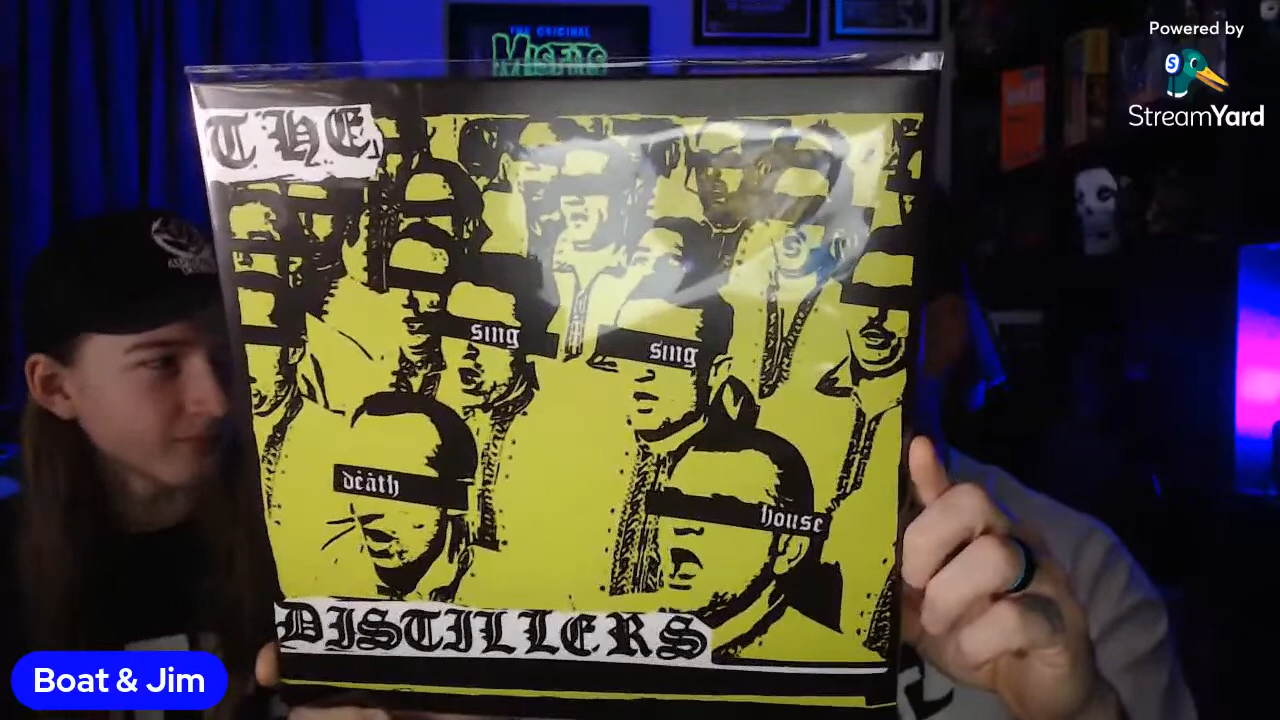 THE ORIGINAL
MISFITS
Powered by
S
StreamYard
THE
sing
sing
death
house
DISTILLERS
Boat & Jim